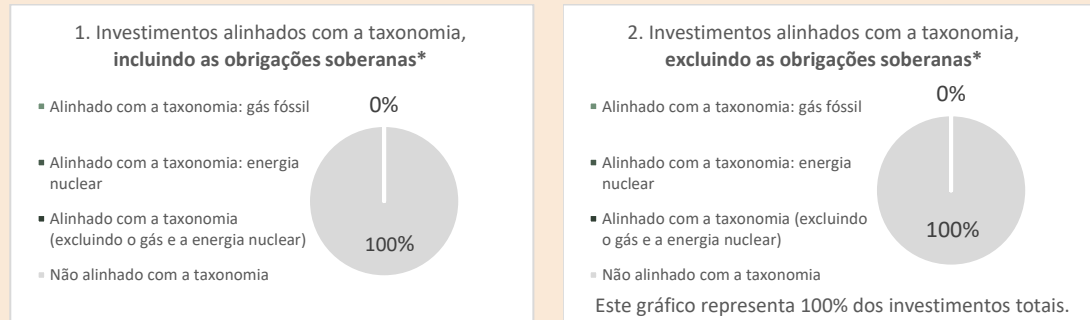 1. Investimentos alinhados com a taxonomia,
incluindo as obrigações soberanas*
Alinhado com a taxonomia: gás fóssil
Alinhado com a taxonomia: energia
nuclear
Alinhado com a taxonomia
(excluindo o gás e a energia nuclear)
Não alinhado com a taxonomia
0%
100%
2. Investimentos alinhados com a taxonomia,
excluindo as obrigações soberanas*
Alinhado com a taxonomia: gás fóssil
Alinhado com a taxonomia: energia
nuclear
Alinhado com a taxonomia (excluindo
o gás e a energia nuclear)
Não alinhado com a taxonomia
0%
100%
Este gráfico representa 100% dos investimentos totais.